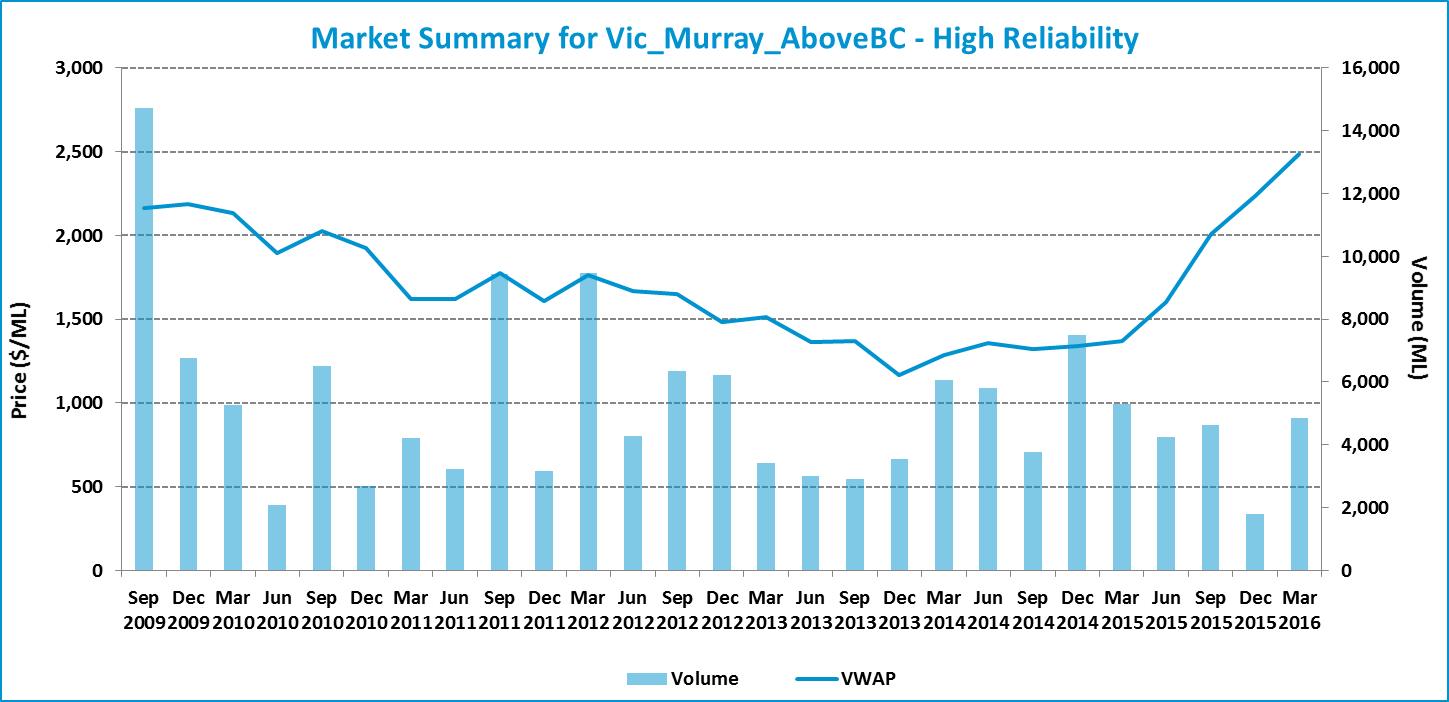 Market Summary for Vic_Murray_AboveBC - High Reliability
3,000
2,500
2,000
1,500
1,000
500
0
Price ($/ML)
16,000
14,000
12,000
10,000
8,000
6,000
4,000
2,000
0
Volume (ML)
Sep Dec Mar Jun Sep Dec Mar Jun Sep Dec Mar Jun Sep Dec Mar Jun Sep Dec Mar Jun Sep Dec Mar Jun Sep Dec Mar
2009 2009 2010 2010 2010 2010 2011 2011 2011 2011 2012 2012 2012 2012 2013 2013 2013 2013 2014 2014 2014 2014 2015 2015 2015 2015 2016
Volume VWAP